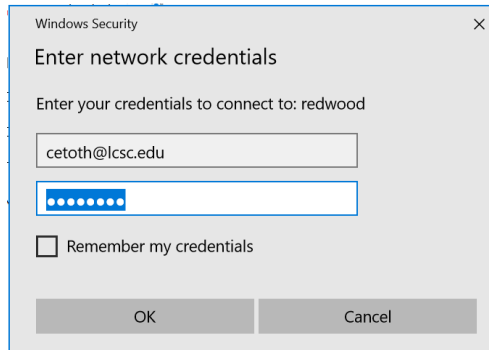 Windows Security
Enter network credentials
Enter your credentials to connect to: redwood
cetoth@lcsc.edu
●●●●●●●●
Remember my credentials
OK
Cancel